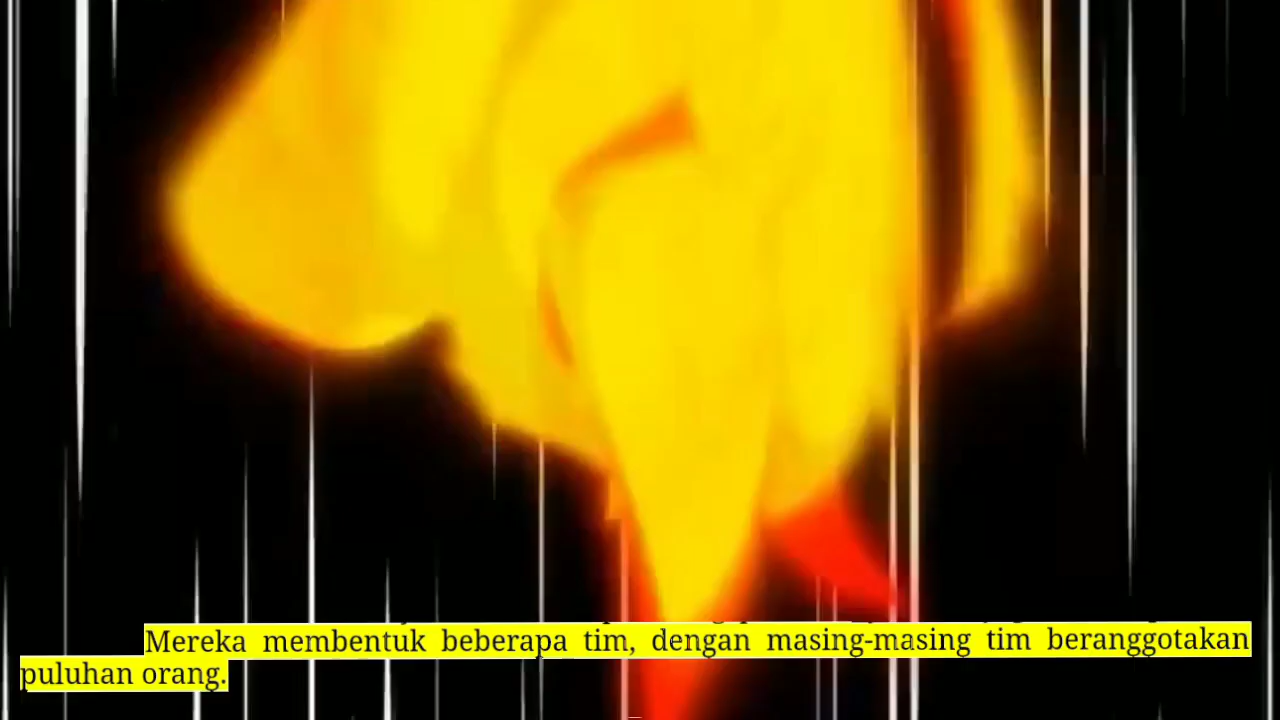 Mereka membentuk beberapa tim, dengan masing-masing tim beranggotakan
puluhan orang.